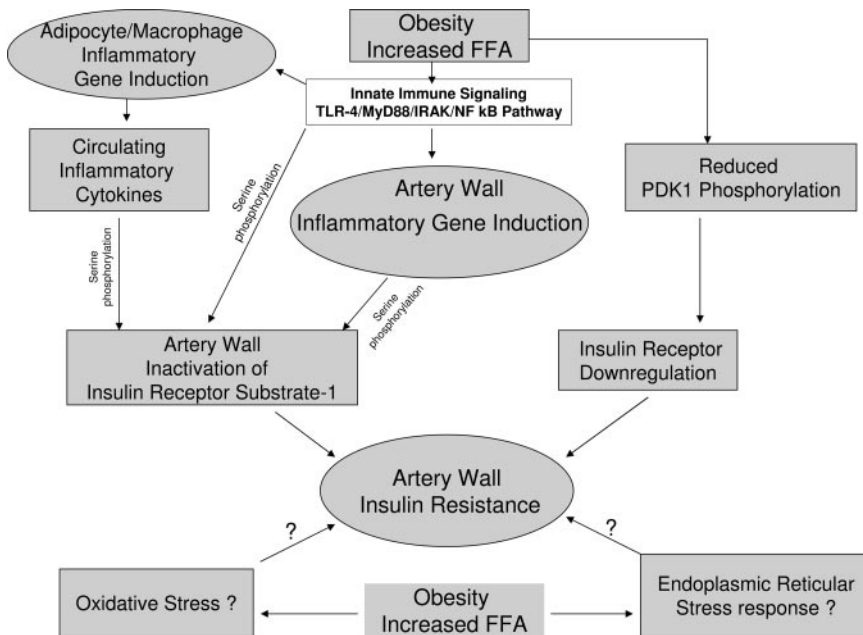 Adipocyte/Macrophage
Inflammatory
Gene Induction
Obesity
Increased FFA
Innate Immune Signaling
TLR-4/MyD88/IRAK/NF kB Pathway
Circulating
Inflammatory
Cytokines
Serine
phosphorylation
Artery Wall
Inflammatory Gene Induction
Reduced
PDK1 Phosphorylation
Serine
phosphorylation
Serine
phosphorylation
Artery Wall
Inactivation of
Insulin Receptor Substrate-1
Insulin Receptor
Downregulation
Artery Wall
Insulin Resistance
?
?
Oxidative Stress ?
Obesity
Increased FFA
Endoplasmic Reticular
Stress response ?